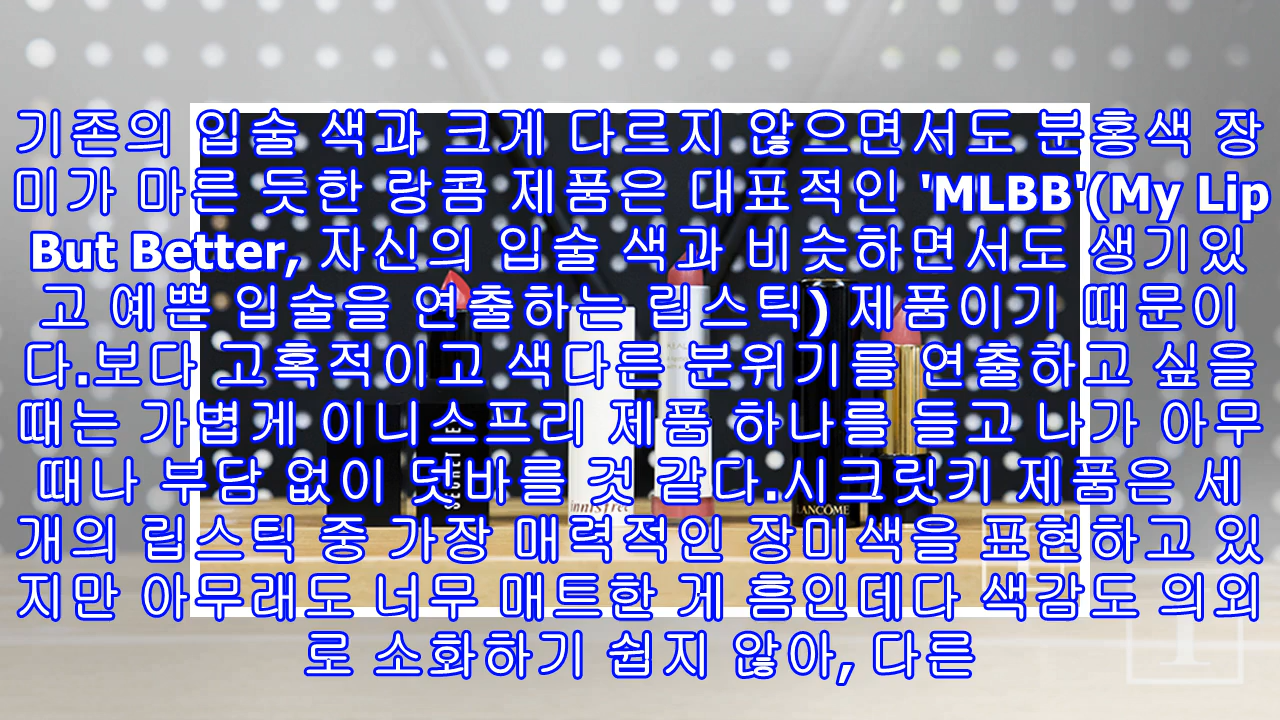 기존의 입술 색과 크게 다르지 않으면서도 분홍색 장
미가 마른 듯한 랑콤 제품은 대표적인 'MLBB'(My Lip
But Better, 자신의 입술 색과 비슷하면서도 생기있
고 예쁜 입술을 연출하는 립스틱) 제품이기 때문이
다.보다 고혹적이고 색다른 분위기를 연출하고 싶을
때는 가볍게 이니스프리 제품 하나를 들고 나가 아무
때나 부담 없이 덧바를 것 같다.시크릿키 제품은 세
개의 립스틱 중 가장 매력적인 장미색을 표현하고 있
지만 아무래도 너무 매트한 게 흠인데다 색감도 의외
로 소화하기 쉽지 않아, 다른
innisfree
LANCÔME